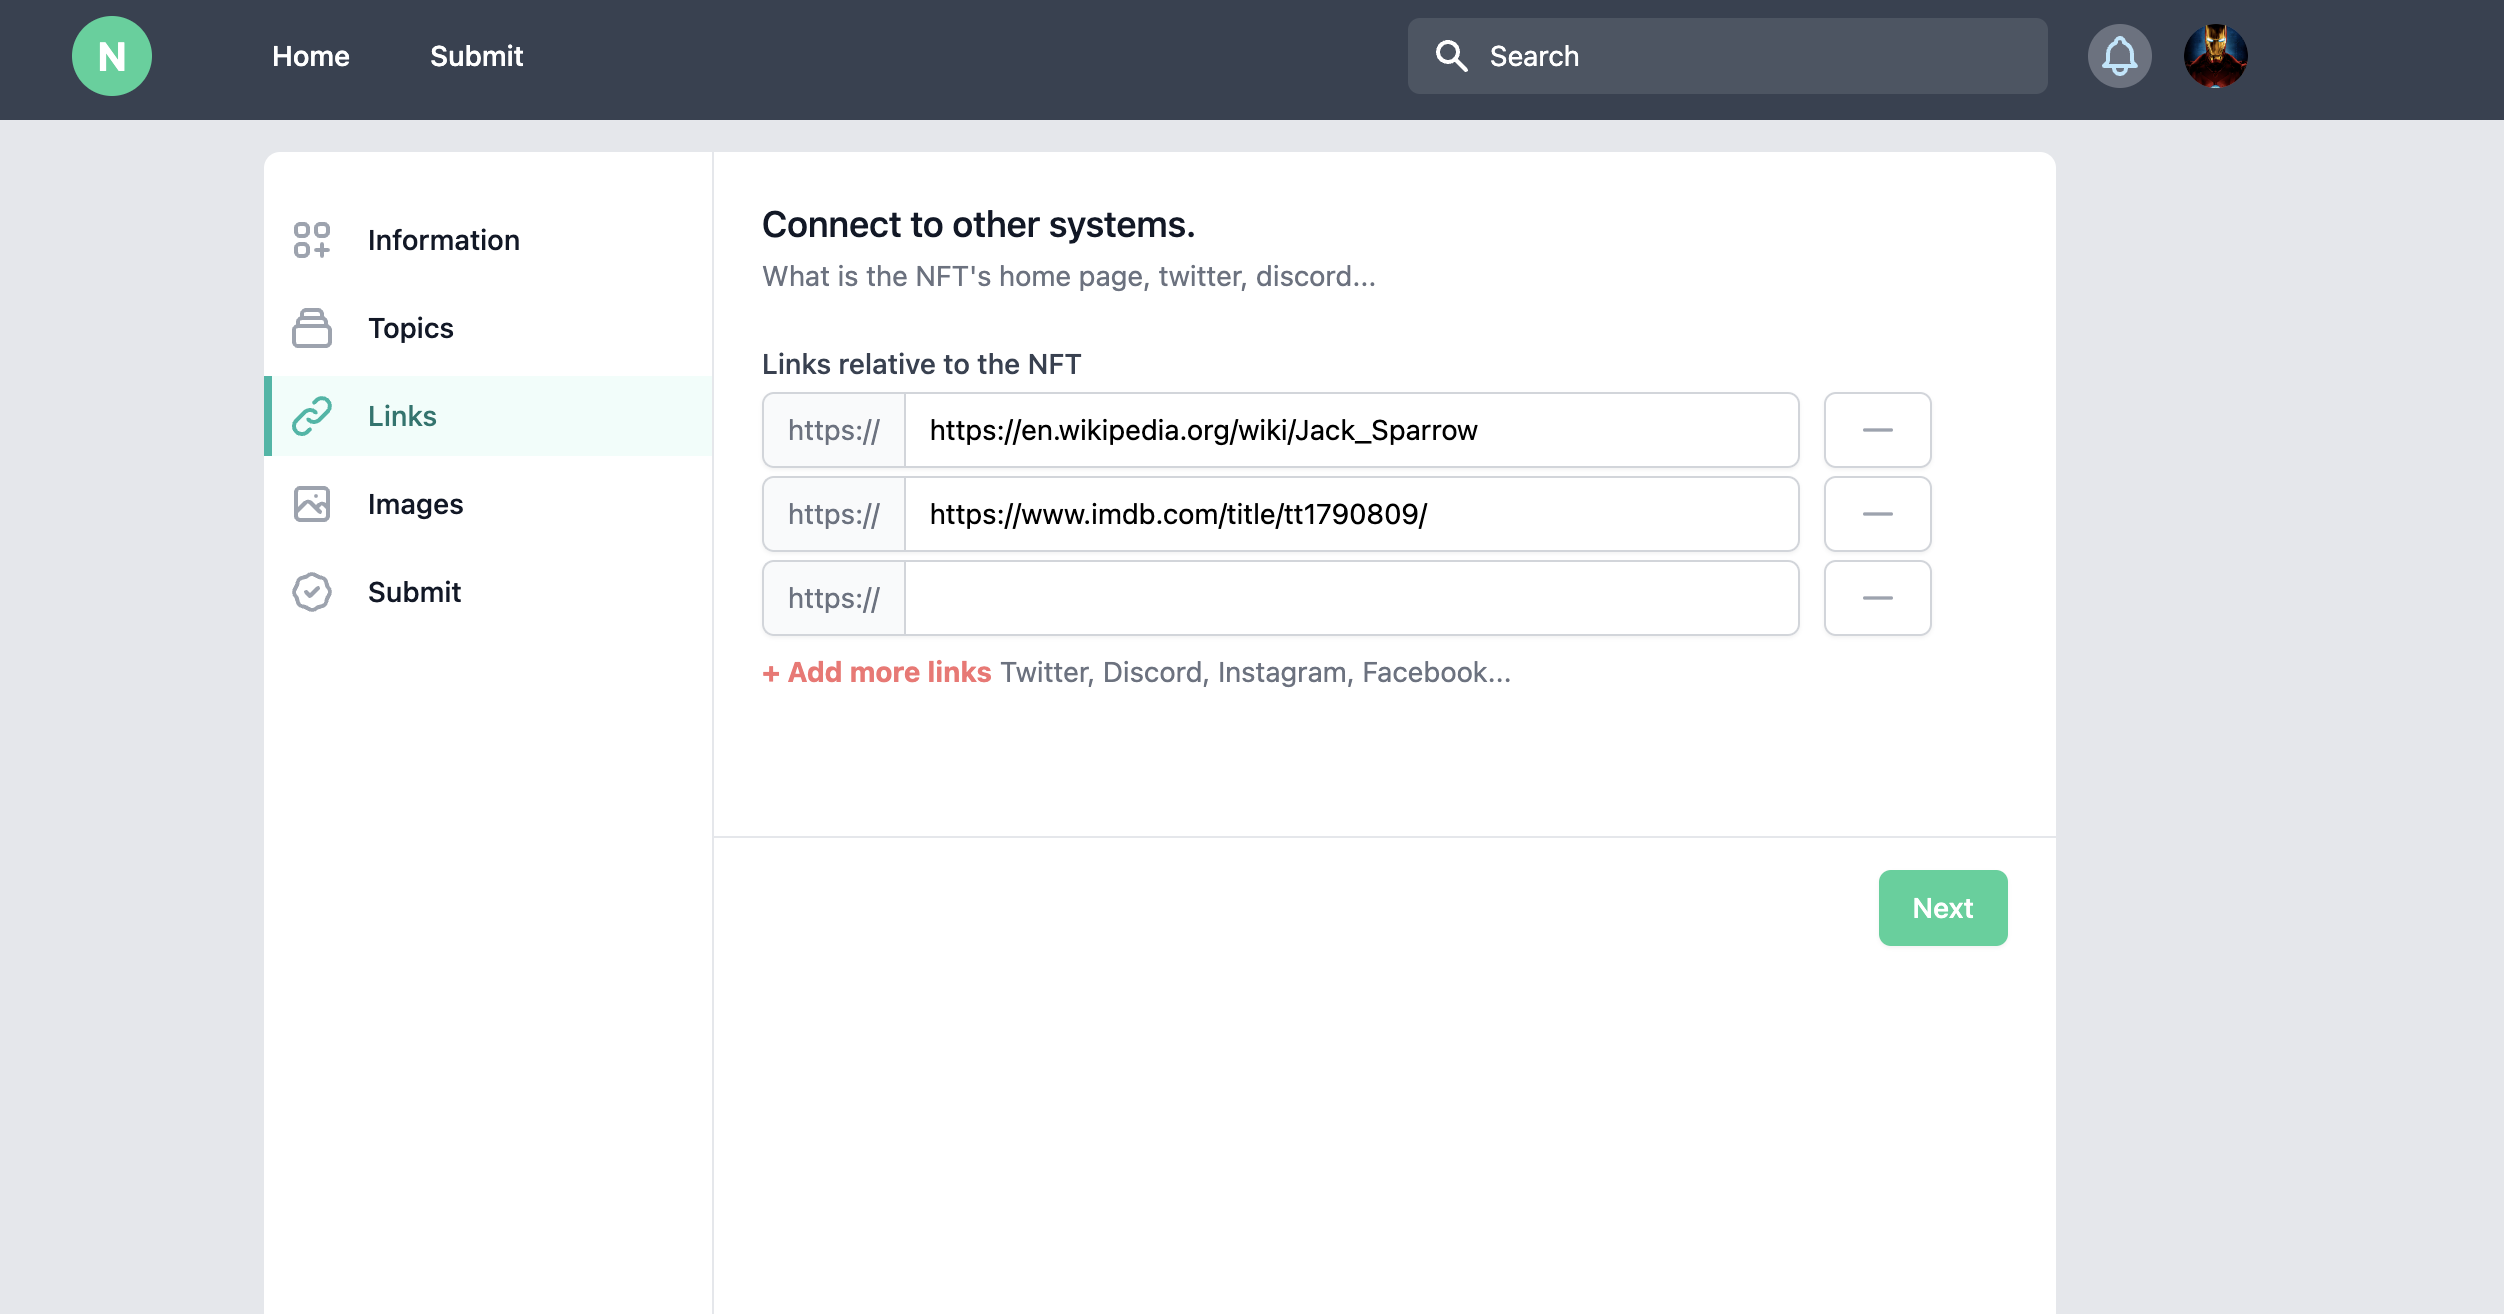 N
Home
Submit
Search
Information
Topics
Links
Images
Submit
Connect to other systems.
What is the NFT's home page, twitter, discord...
Links relative to the NFT
https:// https://en.wikipedia.org/wiki/Jack_Sparrow
https:// https://www.imdb.com/title/tt1790809/
https://
+ Add more links Twitter, Discord, Instagram, Facebook...
Next